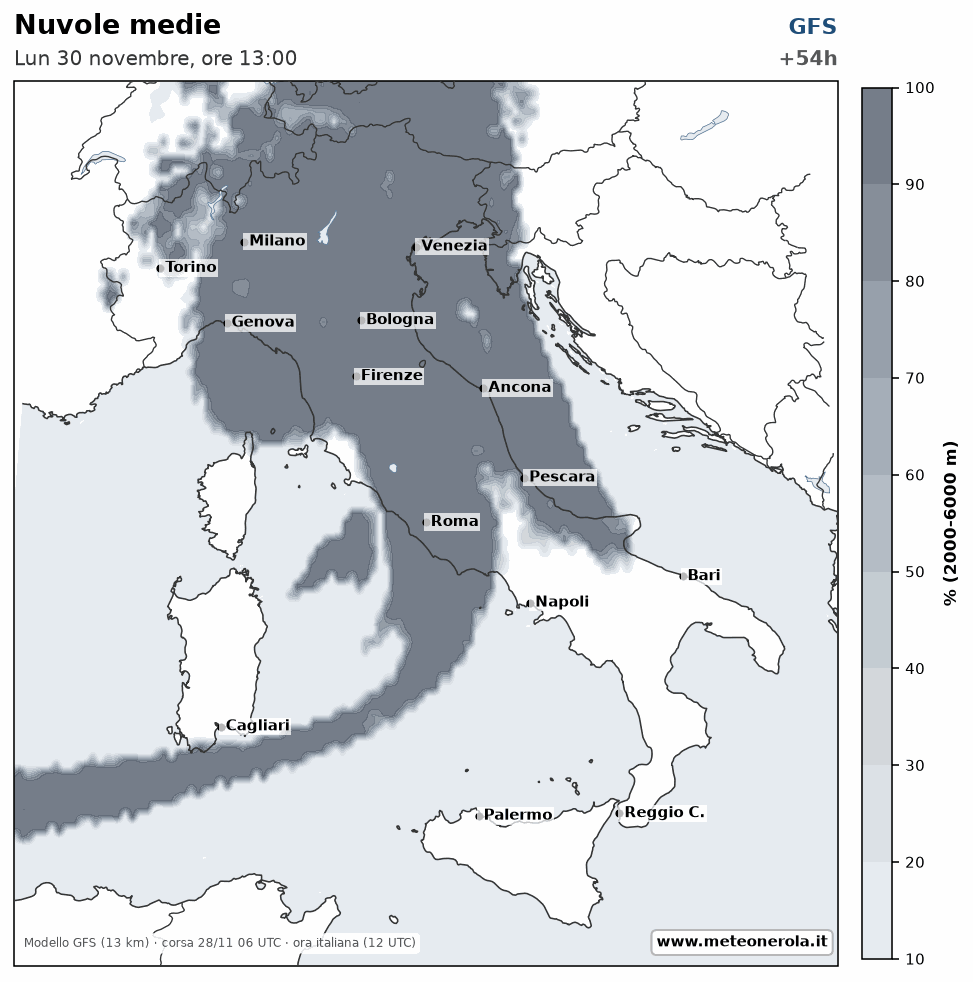 Nuvole medie
GFS
Lun 30 novembre, ore 13:00
+54h
100
90
80
70
60
50
40
30
20
10
% (2000-6000 m)
Milano
Venezia
Torino
Genova
Bologna
Firenze
Ancona
Pescara
Roma
Bari
Napoli
Cagliari
Palermo
Reggio C.
Modello GFS (13 km) · corsa 28/11 06 UTC · ora italiana (12 UTC)
www.meteonerola.it